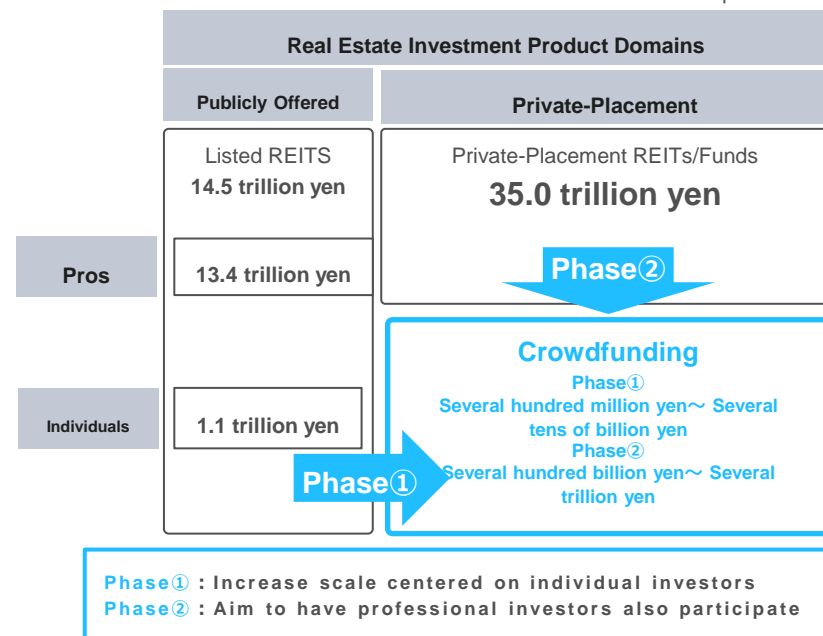 Real Estate Investment Product Domains
Publicly Offered
Private-Placement
Listed REITS
14.5 trillion yen
Private-Placement REITs/Funds
35.0 trillion yen
Pros
13.4 trillion yen
Phase②
Crowdfunding
Phase①
Several hundred million yen～ Several
tens of billion yen
Phase②
Several hundred billion yen～ Several
trillion yen
Individuals
1.1 trillion yen
Phase①
Phase①：Increase scale centered on individual investors
Phase②：Aim to have professional investors also participate